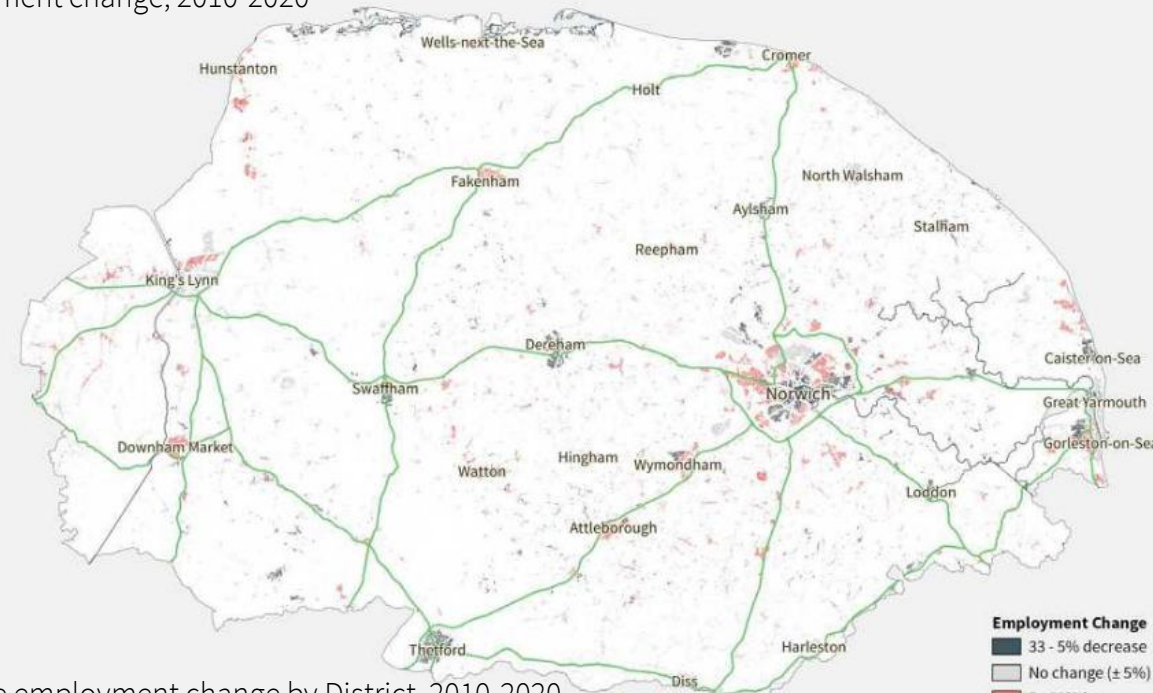 ment change, 2010-2020
Wells-next-the-Sea
Cromer
Hunstanton
Holt
Fakenham
North Walsham
Aylsham
Stalham
Reepham
King's Lynn
Dereham
Caister-on-Sea
Swaffham
Norwich
Great Yarmouth
Downham Market
Gorleston-on-Sea
Watton
Hingham
Wymondham
Loddon
Attleborough
Employment Change
33 - 5% decrease
Thetford
Harleston
No change (± 5%)
Diss
employment change by District, 2010-2020